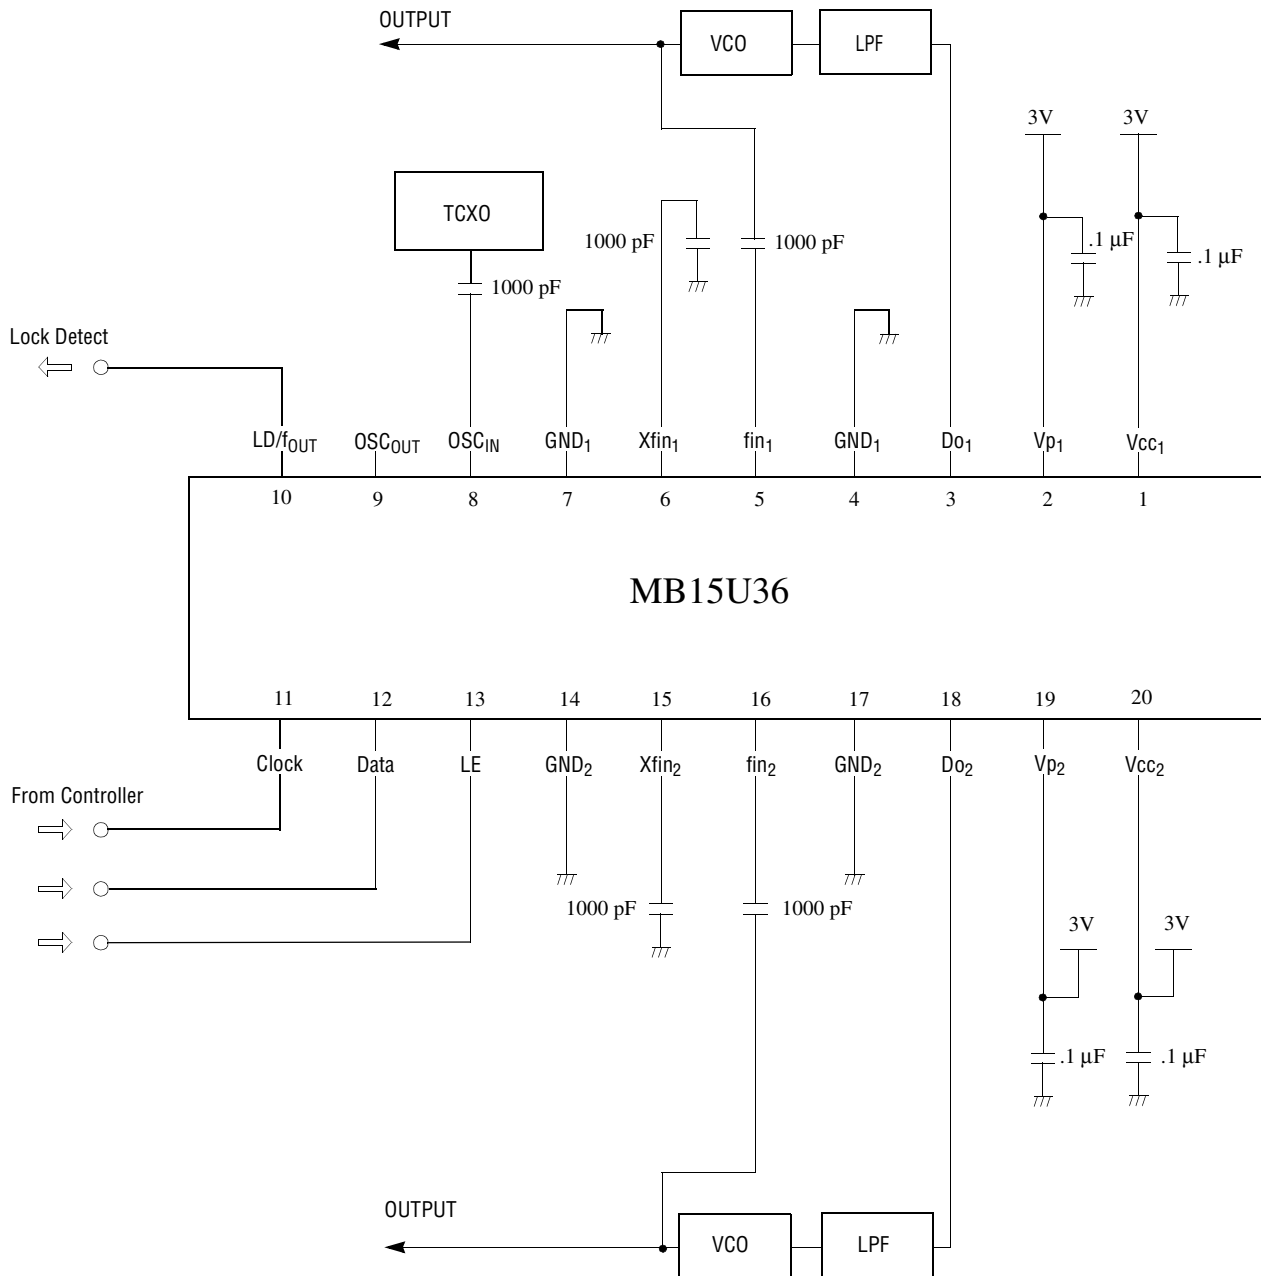 OUTPUT
VCO
LPF
3V
3V
TCXO
1000 pF
1000 pF
.1 µF
.1 µF
1000 pF
Lock Detect
LD/fOUT
OSCOUT
OSCIN
GND1
Xfin1
fin1
GND1
Do1
Vp1
Vcc1
10
9
8
7
6
5
4
3
2
1
MB15U36
11
12
13
14
15
16
17
18
19
20
Clock
Data
LE
GND2
Xfin2
fin2
GND2
Do2
Vp2
Vcc2
From Controller
1000 pF
1000 pF
3V
3V
.1 µF
.1 µF
OUTPUT
VCO
LPF